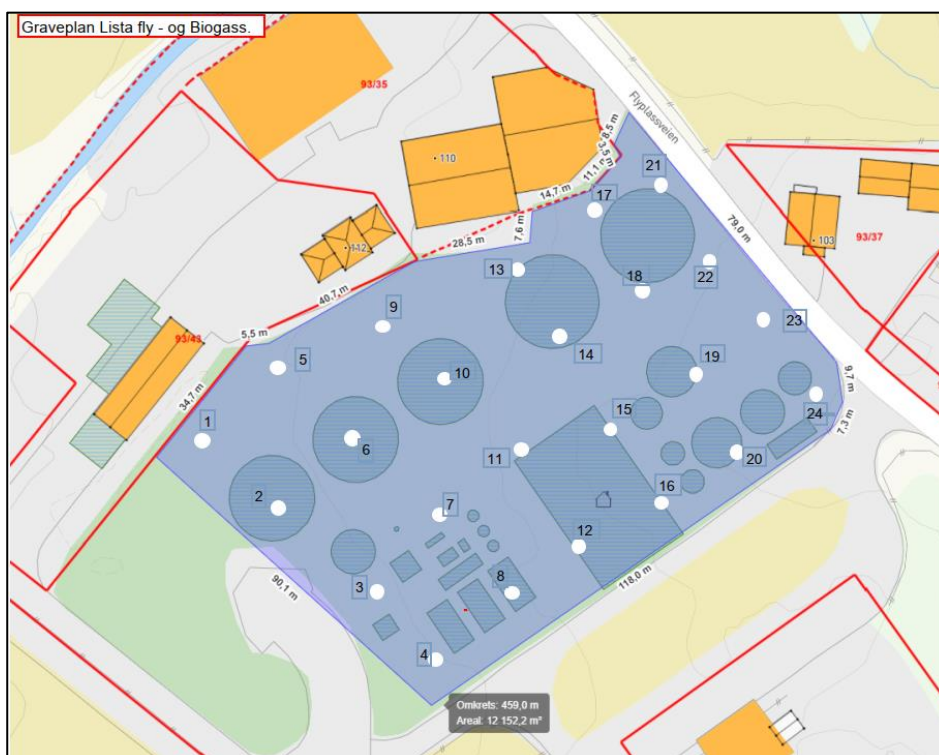 Graveplan Lista fly - og Biogass.
93/35
Flyplassveien
8,5 m
3,5 m
11,1 m
14,7 m
110
21
17
79,0 m
103
93/37
28,5 m
7,6 m
112
13
18
22
40,7 m
9
23
5,5 m
93/43
5
14
19
9,7 m
10
34,7 m
24
7,3 m
15
1
6
11
20
2
16
7
12
3
8
118,0 m
90,1 m
4
Omkrets: 459,0 m
Areal: 12 152,2 m²